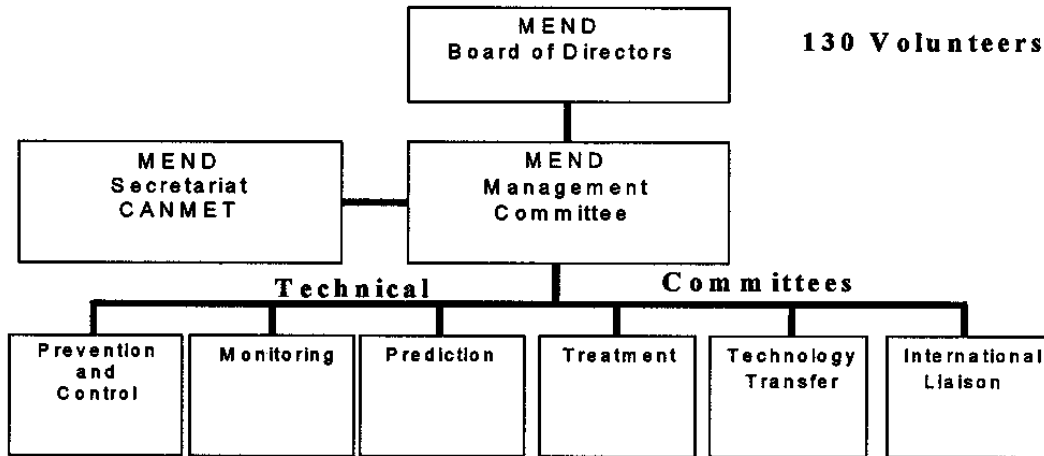 MEND
Board of Directors
130 Volunteers
MEND
Secretariat
CANMET
MEND
Management
Committee
Technical Committees
Prevention
and
Control
Monitoring
Prediction
Treatment
Technology
Transfer
International
Liaison